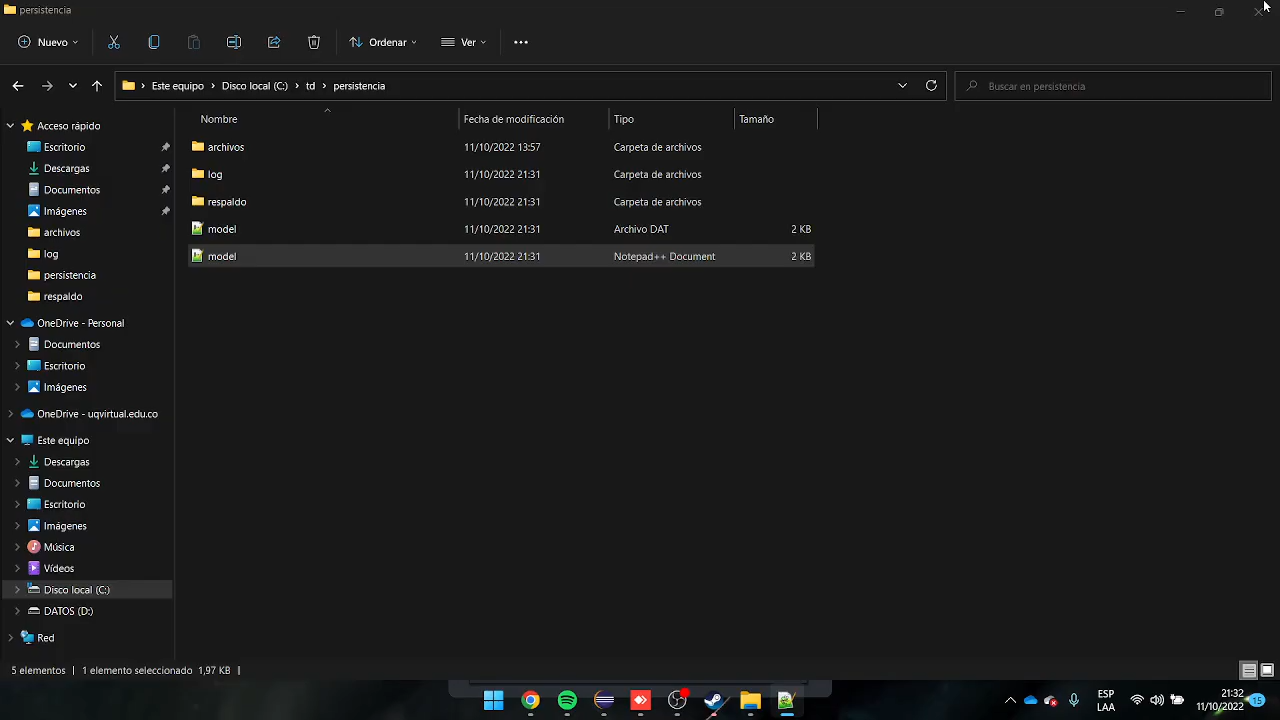 persistencia
Nuevo
Ordenar
Ver
Este equipo > Disco local (C:) > td > persistencia
Buscar en persistencia
Nombre Fecha de modificación Tipo Tamaño
archivos 11/10/2022 13:57 Carpeta de archivos
log 11/10/2022 21:31 Carpeta de archivos
respaldo 11/10/2022 21:31 Carpeta de archivos
model 11/10/2022 21:31 Archivo DAT 2 KB
model 11/10/2022 21:31 Notepad++ Document 2 KB
Acceso rápido
Escritorio
Descargas
Documentos
Imágenes
archivos
log
persistencia
respaldo
OneDrive - Personal
Documentos
Escritorio
Imágenes
OneDrive - uqvirtual.edu.co
Este equipo
Descargas
Documentos
Escritorio
Imágenes
Música
Vídeos
Disco local (C:)
DATOS (D:)
Red
5 elementos 1 elemento seleccionado 1,97 KB
ESP
LAA
21:32
11/10/2022
15